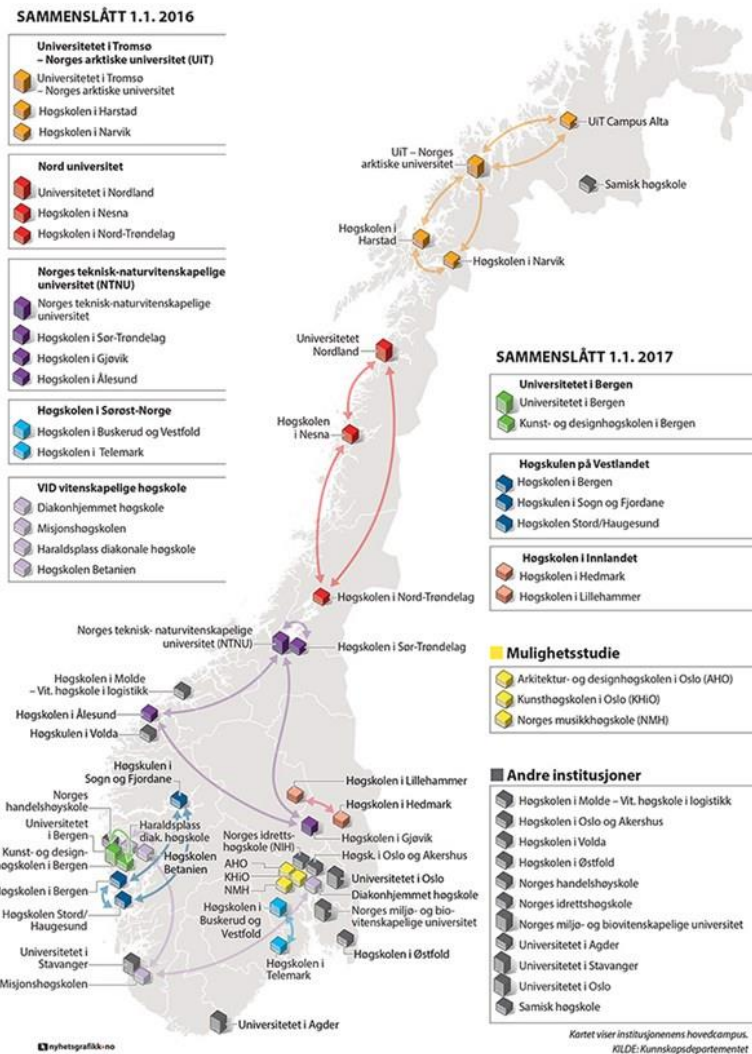 SAMMENSLÅTT 1.1. 2016
Universitetet i Tromsø
– Norges arktiske universitet (UiT)
Universitetet i Tromsø
– Norges arktiske universitet
Høgskolen i Harstad
Høgskolen i Narvik
Nord universitet
Universitetet i Nordland
Høgskolen i Nesna
Høgskolen i Nord-Trøndelag
Norges teknisk-naturvitenskapelige
universitet (NTNU)
Norges teknisk-naturvitenskapelige
universitet
Høgskolen i Sør-Trøndelag
Høgskolen i Gjøvik
Høgskolen i Ålesund
Høgskolen i Sørøst-Norge
Høgskolen i Buskerud og Vestfold
Høgskolen i Telemark
VID vitenskapelige høgskole
Diakonhjemmet høgskole
Misjonshøgskolen
Haraldsplass diakonale høgskole
Høgskolen Betanien
UiT Campus Alta
UiT – Norges
arktiske universitet
Samisk høgskole
Høgskolen i
Harstad
Høgskolen i Narvik
Universitetet
Nordland
Høgskolen
i Nesna
Høgskolen i Nord-Trøndelag
Norges teknisk- naturvitenskapelige
universitet (NTNU)
Høgskolen i Sør-Trøndelag
Høgskolen i Molde
– Vit. høgskole i logistikk
Høgskolen i Ålesund
Høgskulen i Volda
Høgskulen i
Sogn og Fjordane
Høgskolen i Lillehammer
Høgskolen i Hedmark
Norges
handelshøyskole
Universitetet
i Bergen
Kunst- og design-
høgskolen i Bergen
Haraldsplass
diak. høgskole
Høgskolen
Betanien
Høgskolen i Bergen
Høgskolen Stord/
Haugesund
Universitetet i
Stavanger
Misjonshøgskolen
Høgskolen i Gjøvik
Norges idretts-
høgskole (NIH)
Høgsk. i Oslo og Akershus
AHO
KHiO
NMH
Universitetet i Oslo
Diakonhjemmet høgskole
Høgskolen i
Buskerud og
Vestfold
Norges miljø- og bio-
vitenskapelige universitet
Høgskolen i
Telemark
Høgskolen i Østfold
Universitetet i Agder
SAMMENSLÅTT 1.1. 2017
Universitetet i Bergen
Universitetet i Bergen
Kunst- og designhøgskolen i Bergen
Høgskulen på Vestlandet
Høgskolen i Bergen
Høgskulen i Sogn og Fjordane
Høgskolen Stord/Haugesund
Høgskolen i Innlandet
Høgskolen i Hedmark
Høgskolen i Lillehammer
Mulighetsstudie
Arkitektur- og designhøgskolen i Oslo (AHO)
Kunsthøgskolen i Oslo (KHiO)
Norges musikkhøgskole (NMH)
Andre institusjoner
Høgskolen i Molde – Vit. høgskole i logistikk
Høgskolen i Oslo og Akershus
Høgskolen i Volda
Høgskolen i Østfold
Norges handelshøyskole
Norges idrettshøgskole
Norges miljø- og biovitenskapelige universitet
Universitetet i Agder
Universitetet i Stavanger
Universitetet i Oslo
Samisk høgskole
Kartet viser institusjonenens hovedcampus.
KILDE: Kunnskapsdepartementet
nyhetsgrafikk.no